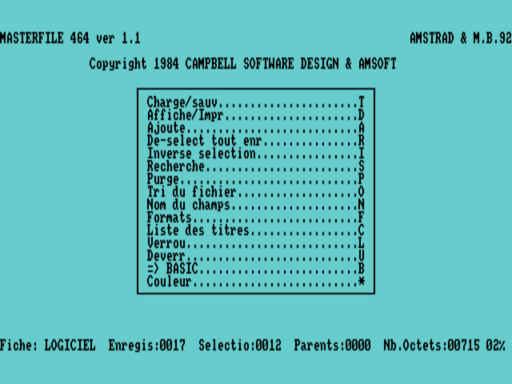 MASTERFILE 464 ver 1.1 AMSTRAD & M.B.92
Copyright 1984 CAMPBELL SOFTWARE DESIGN & AMSOFT
Charge/sauv......................T
Affiche/Impr.....................D
Ajoute...........................A
De-select tout enr...............R
Inverse selection................I
Recherche........................S
Purge............................P
Tri du fichier...................O
Nom du champs....................N
Formats..........................F
Liste des titres.................C
Verrou...........................L
Deverr...........................U
=> BASIC.........................B
Couleur..........................*
Fiche: LOGICIEL Enregis:0017 Selectio:0012 Parents:0000 Nb.Octets:00715 02%